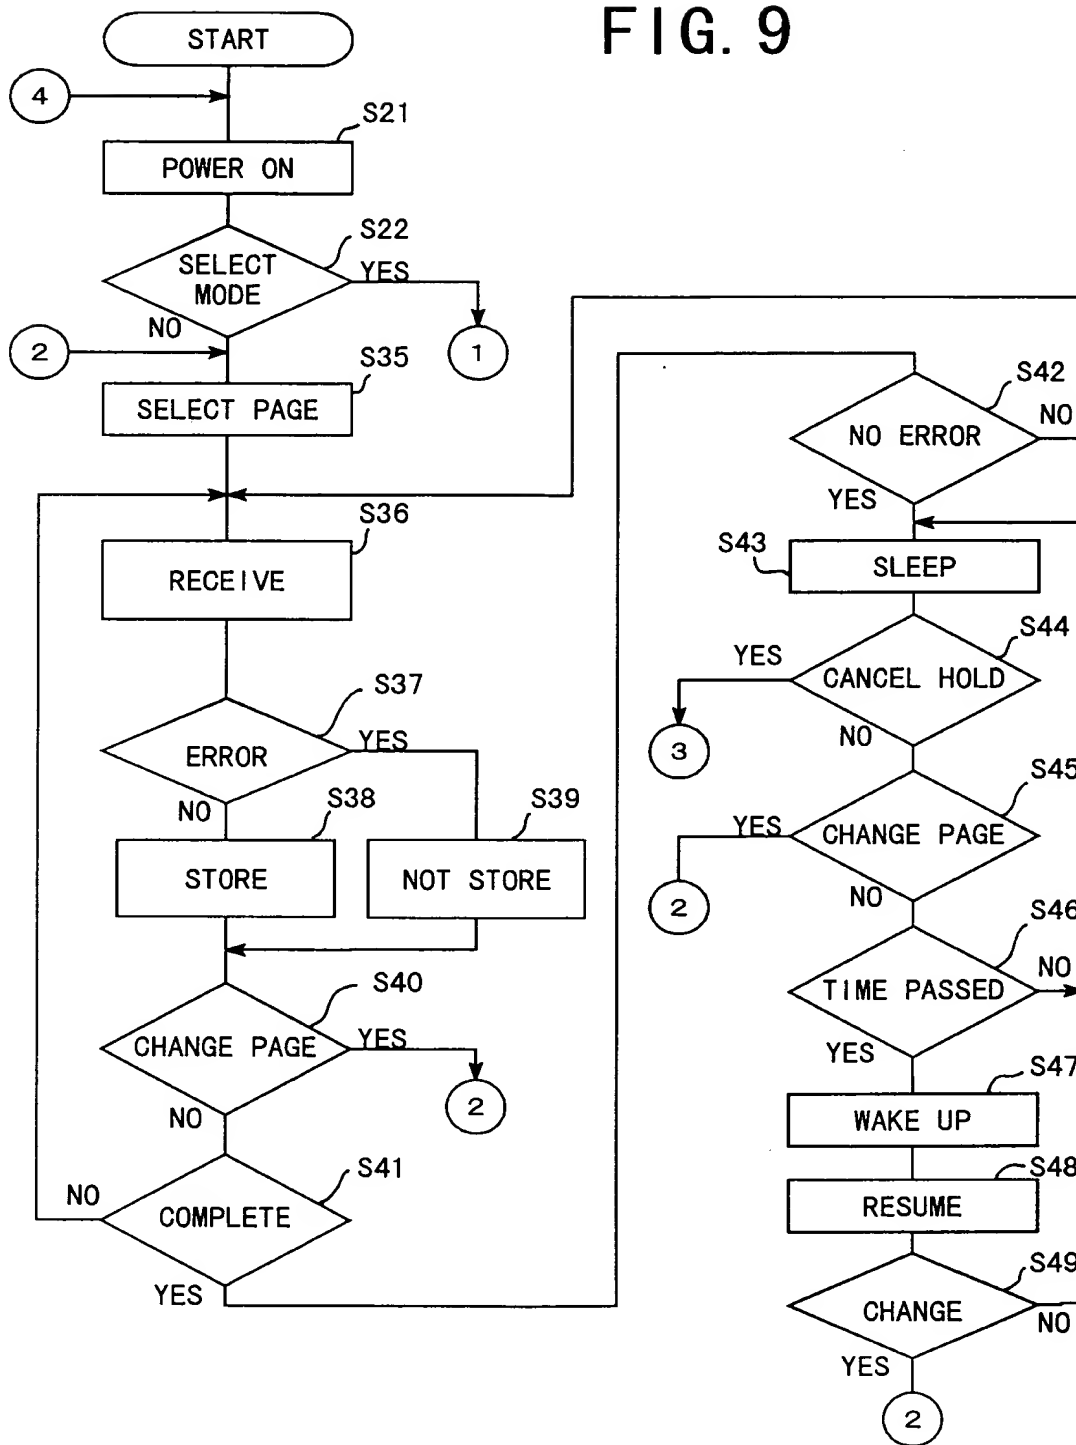 FIG. 9
START
4
S21
POWER ON
S22
SELECT
MODE
YES
NO
1
2
S35
SELECT PAGE
S36
RECEIVE
S37
ERROR
YES
NO
S38
STORE
S39
NOT STORE
S40
CHANGE PAGE
YES
NO
2
S41
COMPLETE
NO
YES
S42
NO ERROR
NO
YES
S43
SLEEP
S44
CANCEL HOLD
YES
NO
3
S45
CHANGE PAGE
YES
NO
2
S46
TIME PASSED
NO
YES
S47
WAKE UP
S48
RESUME
S49
CHANGE
NO
YES
2